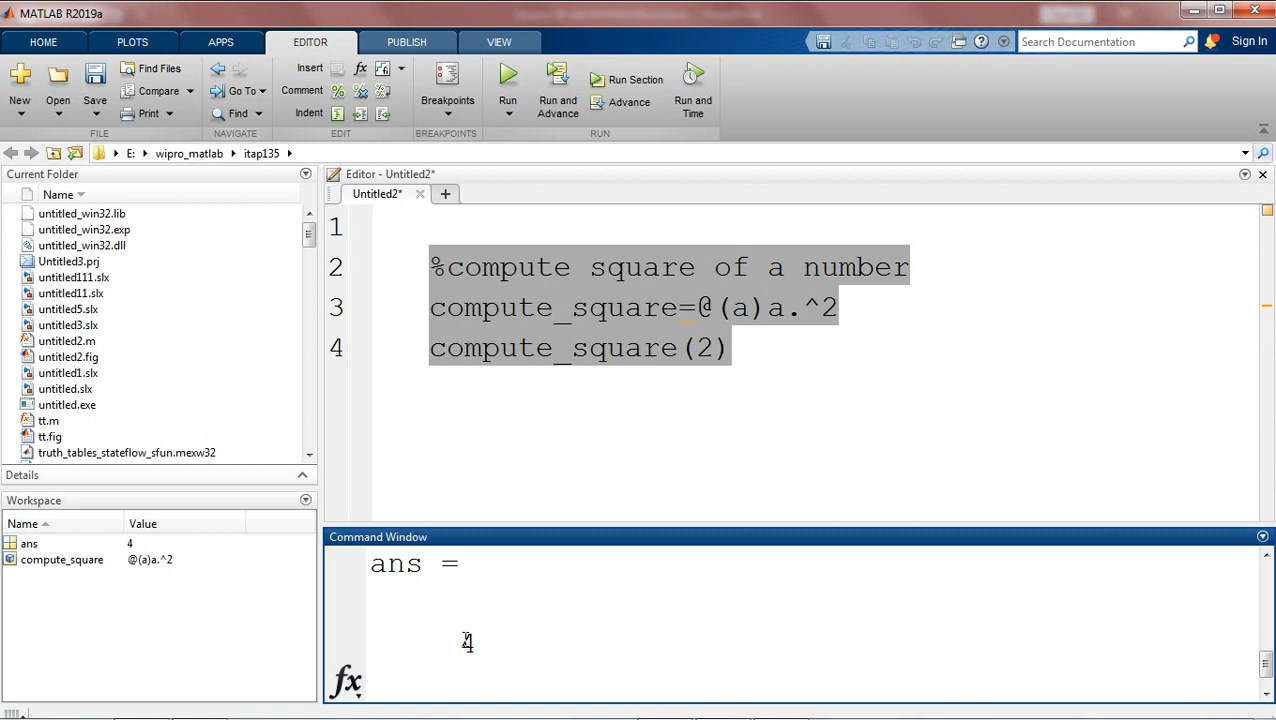 MATLAB R2019a
HOME PLOTS APPS EDITOR PUBLISH VIEW Search Documentation Sign In
New Open Save Find Files Compare Print Go To Find Insert Comment Indent Breakpoints Run Run and Advance Run Section Advance Run and Time
FILE NAVIGATE EDIT BREAKPOINTS RUN
E: wipro_matlab itap135
Current Folder
Name
untitled_win32.lib
untitled_win32.exp
untitled_win32.dll
Untitled3.prj
untitled111.slx
untitled11.slx
untitled5.slx
untitled3.slx
untitled2.m
untitled2.fig
untitled1.slx
untitled.slx
untitled.exe
tt.m
tt.fig
truth_tables_stateflow_sfun.mexw32
Details
Workspace
Name Value
ans 4
compute_square @(a)a.^2
Editor - Untitled2*
Untitled2*
1
2 %compute square of a number
3 compute_square=@(a)a.^2
4 compute_square(2)
Command Window
ans =
4
fx